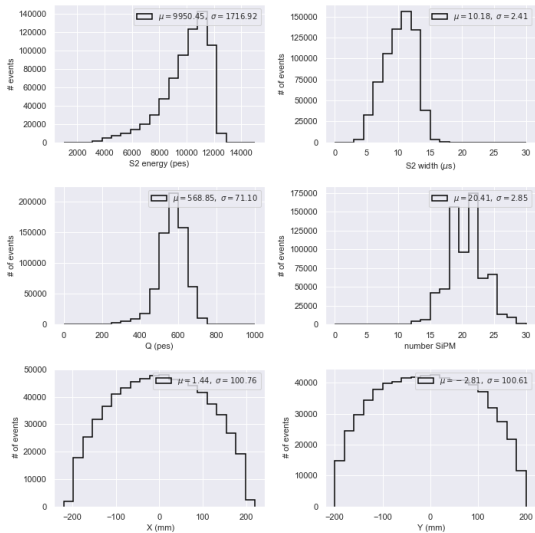 140000
120000
100000
80000
60000
40000
20000
0
# of events
μ = 9950.45, σ = 1716.92
2000 4000 6000 8000 10000 12000 14000
S2 energy (pes)
150000
125000
100000
75000
50000
25000
0
# of events
μ = 10.18, σ = 2.41
0 5 10 15 20 25 30
S2 width (μs)
200000
150000
100000
50000
0
# of events
μ = 568.85, σ = 71.10
0 200 400 600 800 1000
Q (pes)
175000
150000
125000
100000
75000
50000
25000
0
# of events
μ = 20.41, σ = 2.85
0 5 10 15 20 25 30
number SiPM
50000
40000
30000
20000
10000
0
# of events
μ = 1.44, σ = 100.76
−200 −100 0 100 200
X (mm)
40000
30000
20000
10000
0
# of events
μ = −2.81, σ = 100.61
−200 −100 0 100 200
Y (mm)